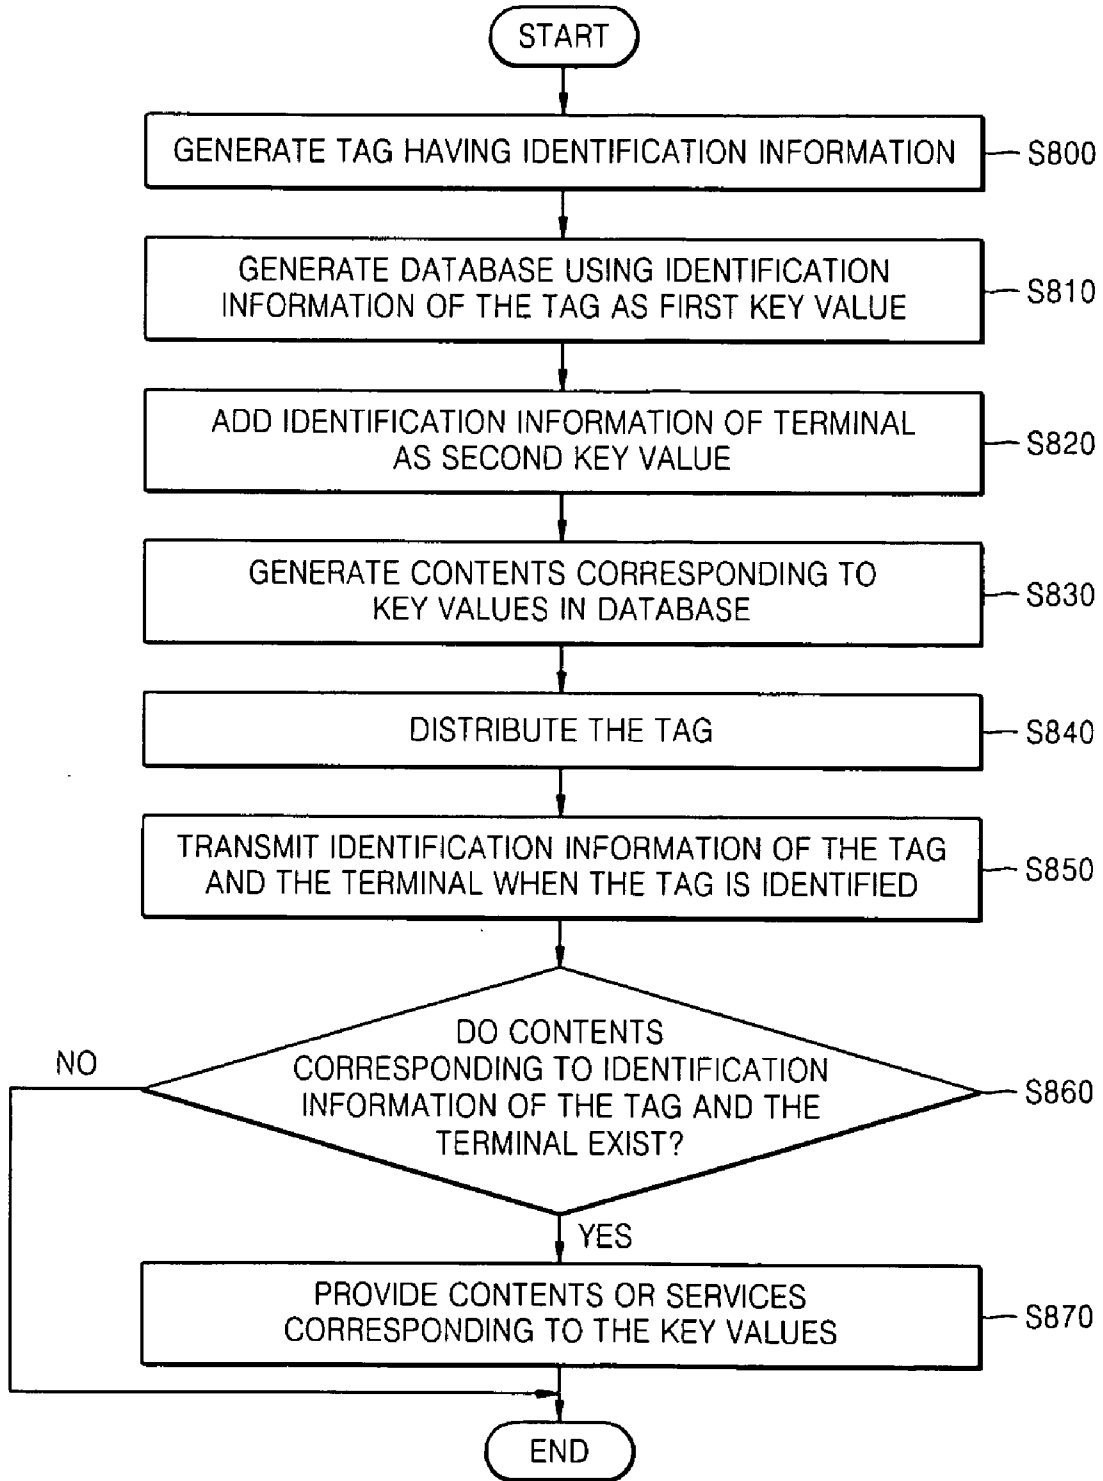 START
GENERATE TAG HAVING IDENTIFICATION INFORMATION
S800
GENERATE DATABASE USING IDENTIFICATION
INFORMATION OF THE TAG AS FIRST KEY VALUE
S810
ADD IDENTIFICATION INFORMATION OF TERMINAL
AS SECOND KEY VALUE
S820
GENERATE CONTENTS CORRESPONDING TO
KEY VALUES IN DATABASE
S830
DISTRIBUTE THE TAG
S840
TRANSMIT IDENTIFICATION INFORMATION OF THE TAG
AND THE TERMINAL WHEN THE TAG IS IDENTIFIED
S850
DO CONTENTS
CORRESPONDING TO IDENTIFICATION
INFORMATION OF THE TAG AND THE
TERMINAL EXIST?
S860
NO
YES
PROVIDE CONTENTS OR SERVICES
CORRESPONDING TO THE KEY VALUES
S870
END